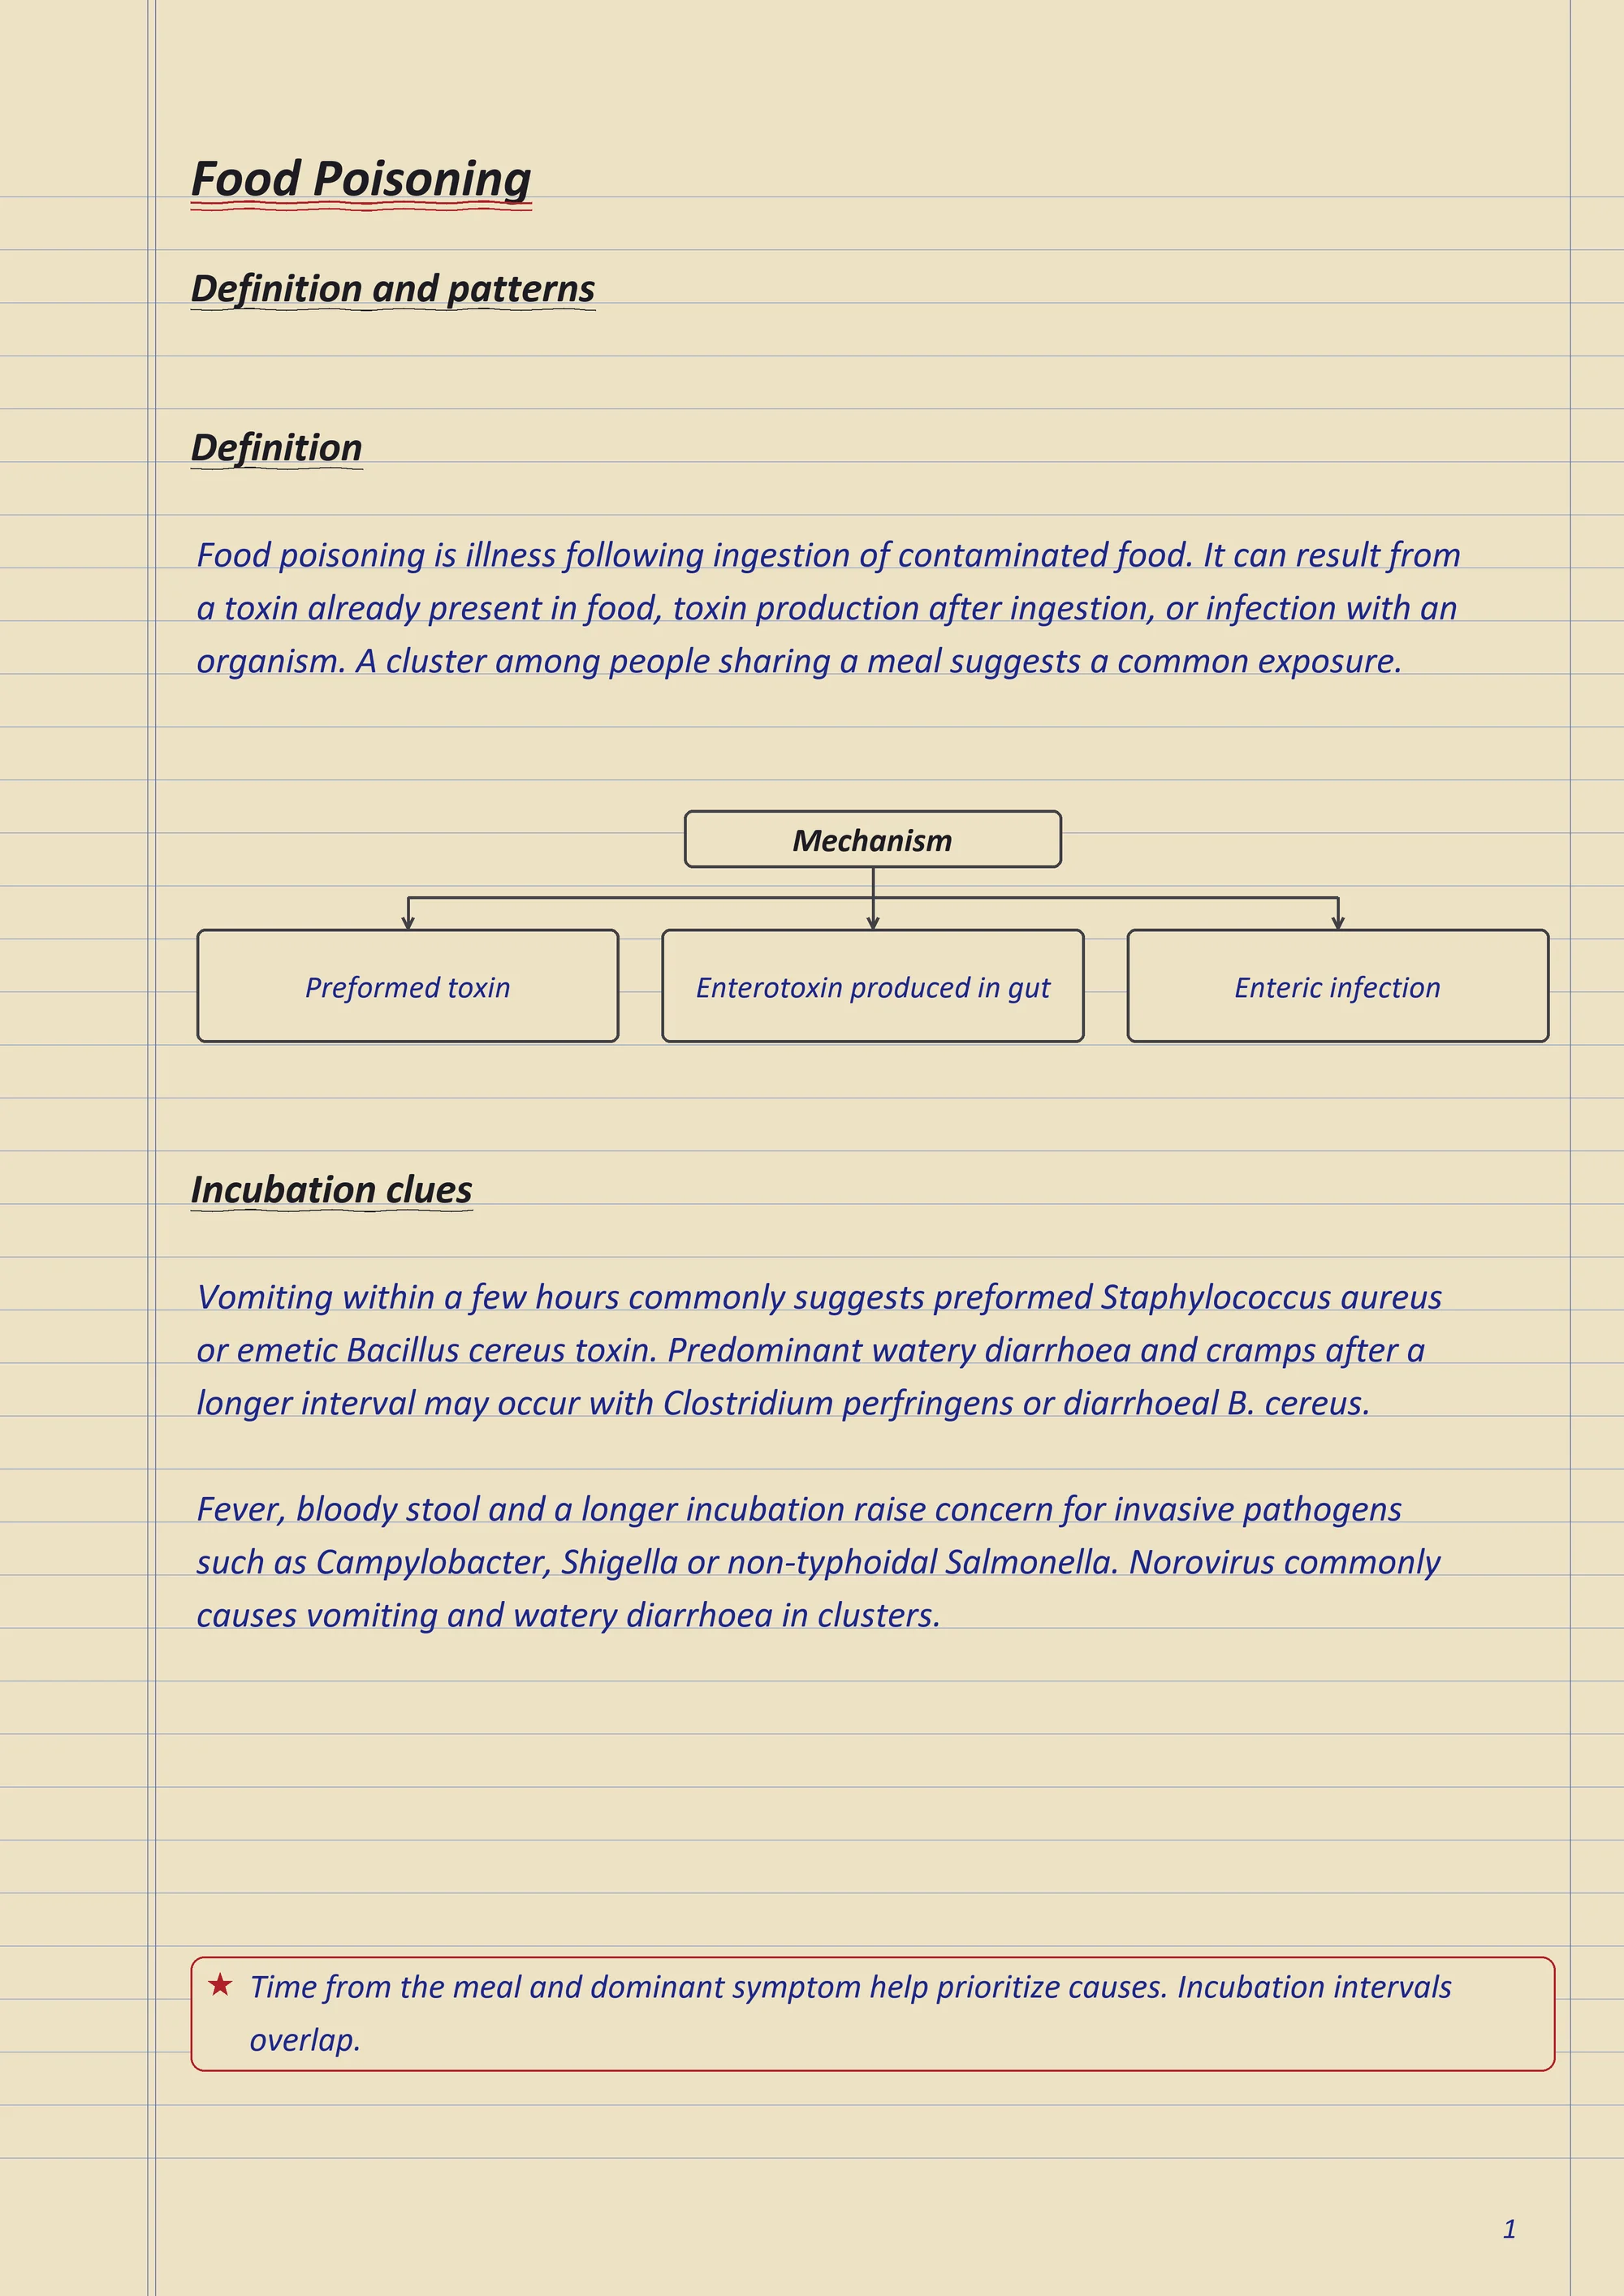 Food Poisoning
Definition and patterns
Definition
Food poisoning is illness following ingestion of contaminated food. It can result from
a toxin already present in food, toxin production after ingestion, or infection with an
organism. A cluster among people sharing a meal suggests a common exposure.
Mechanism
Preformed toxin
Enterotoxin produced in gut
Enteric infection
Incubation clues
Vomiting within a few hours commonly suggests preformed Staphylococcus aureus
or emetic Bacillus cereus toxin. Predominant watery diarrhoea and cramps after a
longer interval may occur with Clostridium perfringens or diarrhoeal B. cereus.
Fever, bloody stool and a longer incubation raise concern for invasive pathogens
such as Campylobacter, Shigella or non-typhoidal Salmonella. Norovirus commonly
causes vomiting and watery diarrhoea in clusters.
★ Time from the meal and dominant symptom help prioritize causes. Incubation intervals
overlap.
1